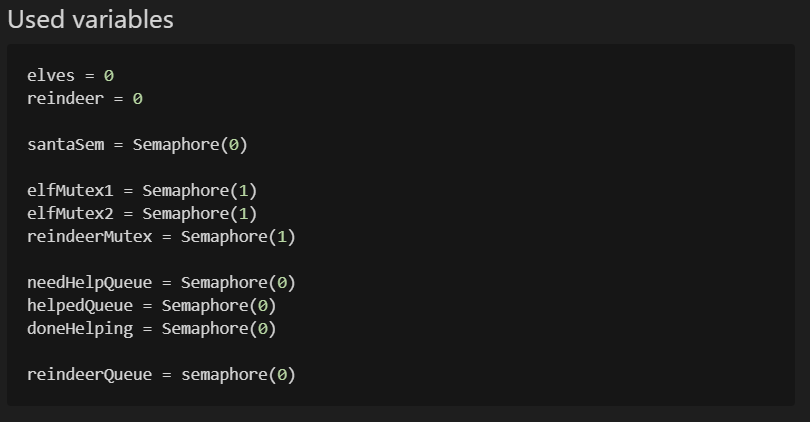 Used variables
elves = 0
reindeer = 0
santaSem = Semaphore(0)
elfMutex1 = Semaphore(1)
elfMutex2 = Semaphore(1)
reindeerMutex = Semaphore(1)
needHelpQueue = Semaphore(0)
helpedQueue = Semaphore(0)
doneHelping = Semaphore(0)
reindeerQueue = semaphore(0)